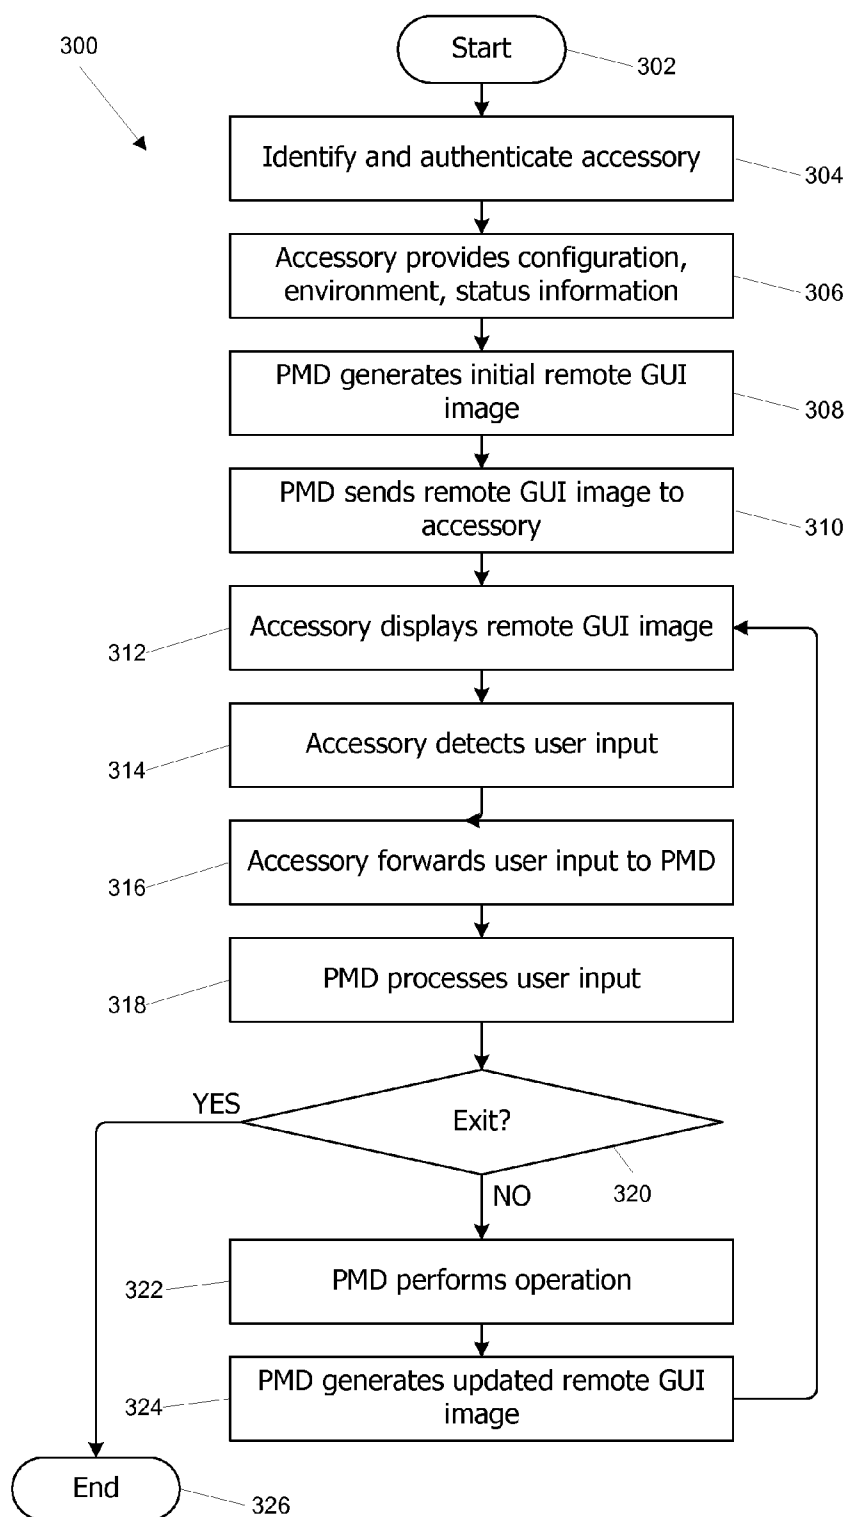 300
Start
302
Identify and authenticate accessory
304
Accessory provides configuration,
environment, status information
306
PMD generates initial remote GUI
image
308
PMD sends remote GUI image to
accessory
310
Accessory displays remote GUI image
312
Accessory detects user input
314
Accessory forwards user input to PMD
316
PMD processes user input
318
YES
Exit?
320
NO
PMD performs operation
322
PMD generates updated remote GUI
image
324
End
326